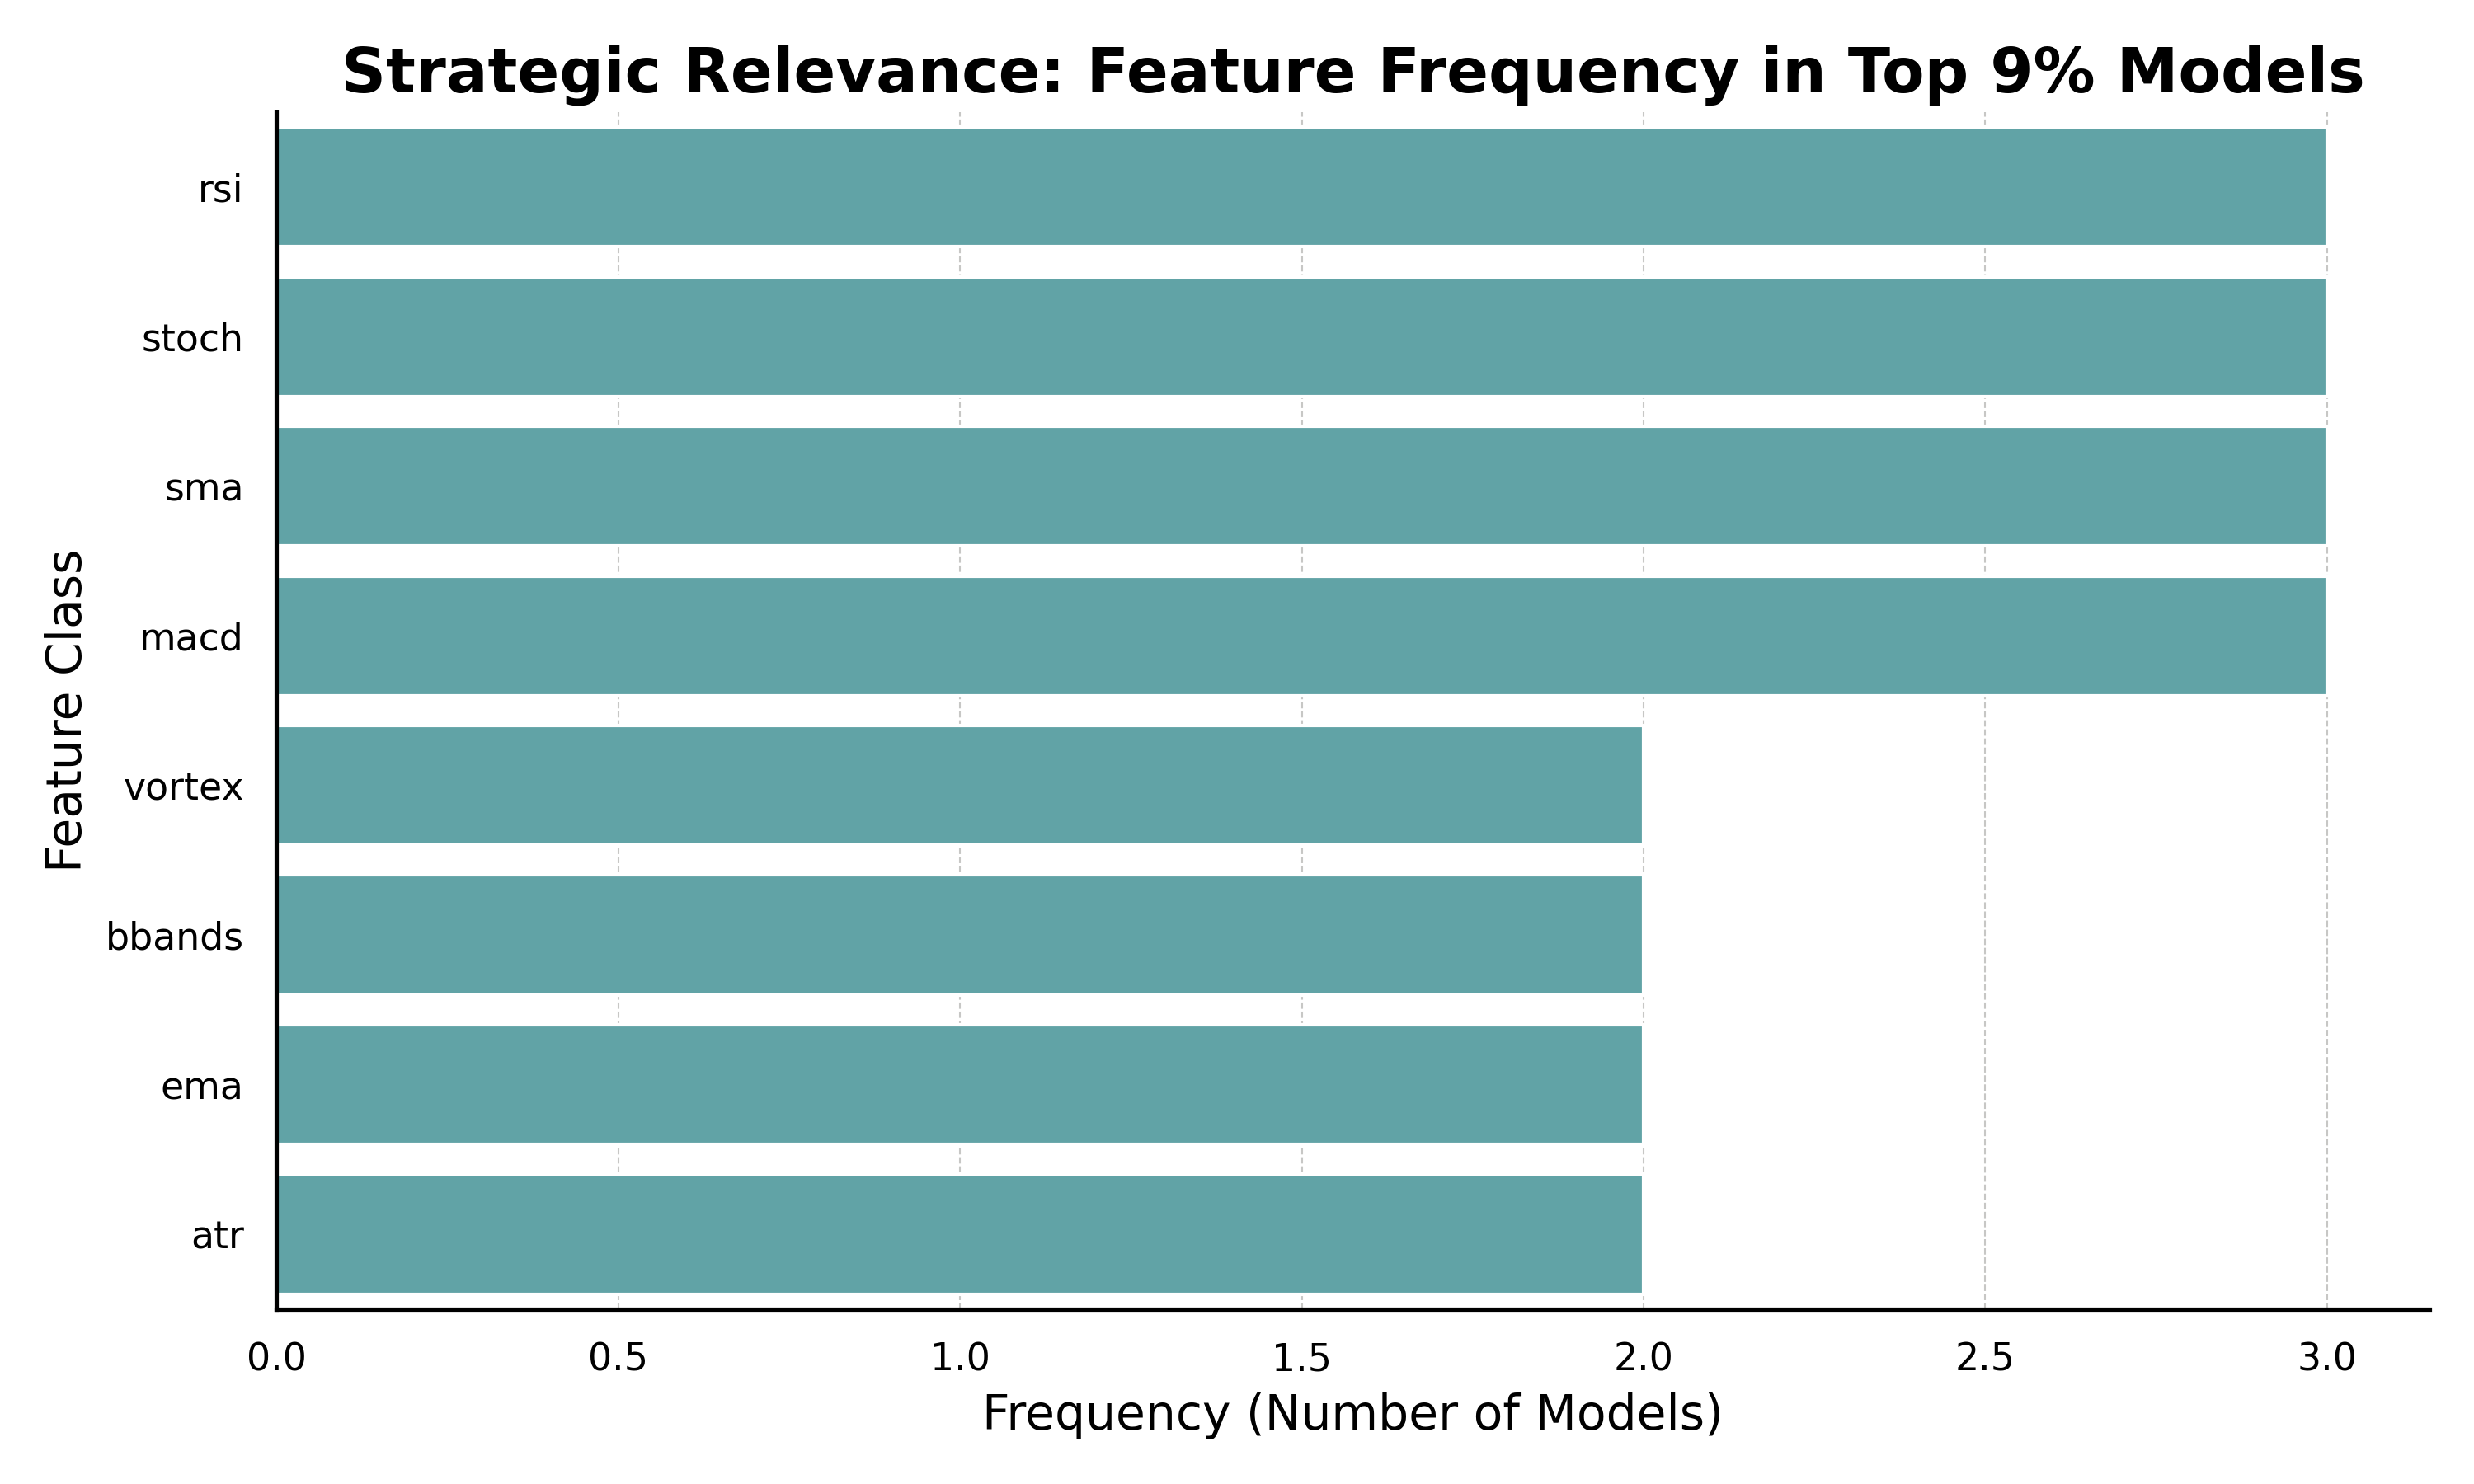 Strategic Relevance: Feature Frequency in Top 9% Models
rsi
stoch
sma
macd
vortex
bbands
ema
atr
Feature Class
0.0 0.5 1.0 1.5 2.0 2.5 3.0
Frequency (Number of Models)